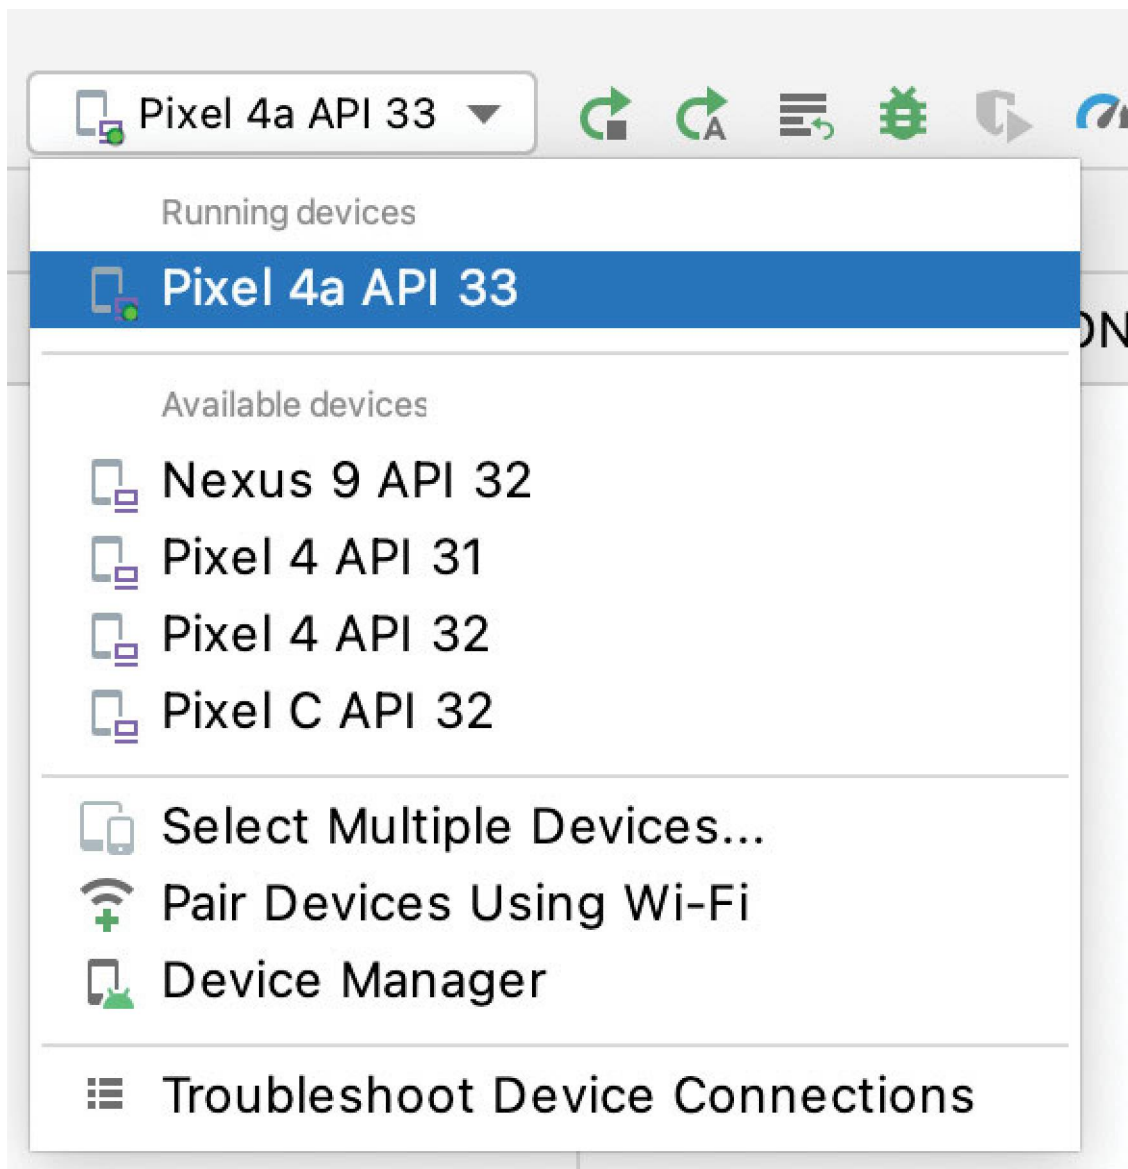 Pixel 4a API 33
Running devices
Pixel 4a API 33
Available devices
Nexus 9 API 32
Pixel 4 API 31
Pixel 4 API 32
Pixel C API 32
Select Multiple Devices...
Pair Devices Using Wi-Fi
Device Manager
Troubleshoot Device Connections